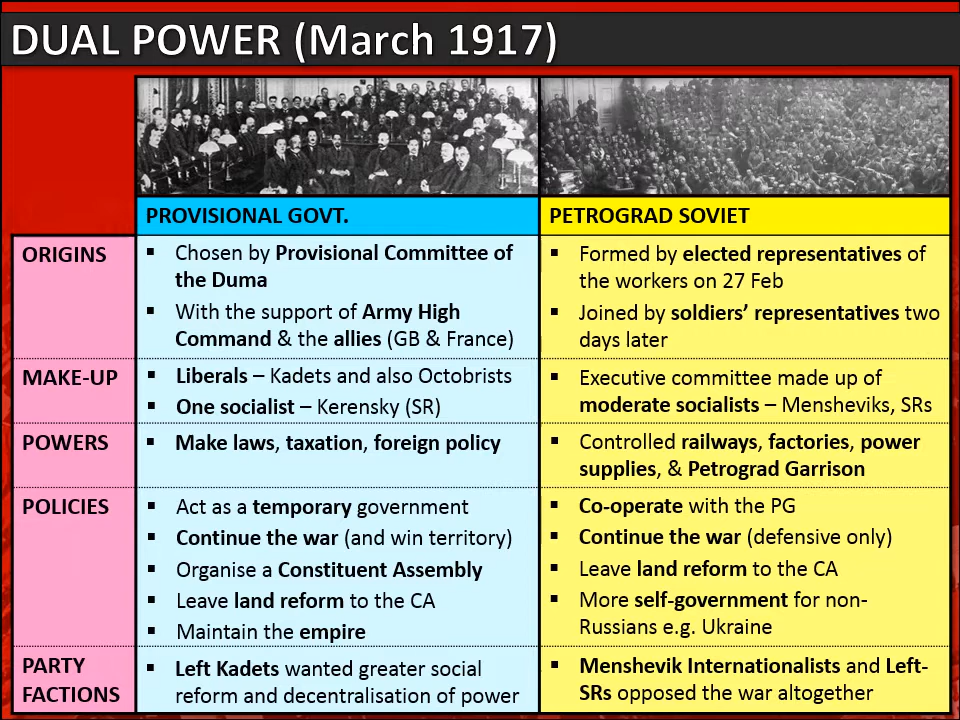 DUAL POWER (March 1917)
PROVISIONAL GOVT.
PETROGRAD SOVIET
ORIGINS
▪ Chosen by Provisional Committee of
the Duma
▪ With the support of Army High
Command & the allies (GB & France)
▪ Formed by elected representatives of
the workers on 27 Feb
▪ Joined by soldiers’ representatives two
days later
MAKE-UP
▪ Liberals – Kadets and also Octobrists
▪ One socialist – Kerensky (SR)
▪ Executive committee made up of
moderate socialists – Mensheviks, SRs
POWERS
▪ Make laws, taxation, foreign policy
▪ Controlled railways, factories, power
supplies, & Petrograd Garrison
POLICIES
▪ Act as a temporary government
▪ Continue the war (and win territory)
▪ Organise a Constituent Assembly
▪ Leave land reform to the CA
▪ Maintain the empire
▪ Co-operate with the PG
▪ Continue the war (defensive only)
▪ Leave land reform to the CA
▪ More self-government for non-
Russians e.g. Ukraine
PARTY
FACTIONS
▪ Left Kadets wanted greater social
reform and decentralisation of power
▪ Menshevik Internationalists and Left-
SRs opposed the war altogether